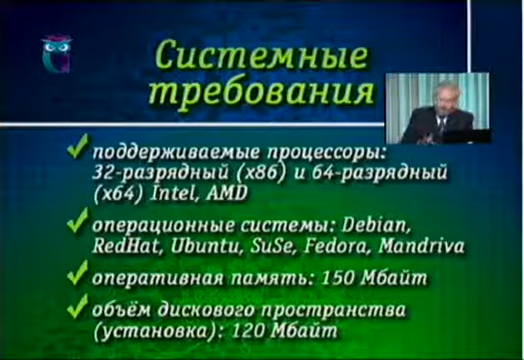 Системные
требования
поддерживаемые процессоры:
32-разрядный (x86) и 64-разрядный
(x64) Intel, AMD
операционные системы: Debian,
RedHat, Ubuntu, SuSe, Fedora, Mandriva
оперативная память: 150 Мбайт
объём дискового пространства
(установка): 120 Мбайт